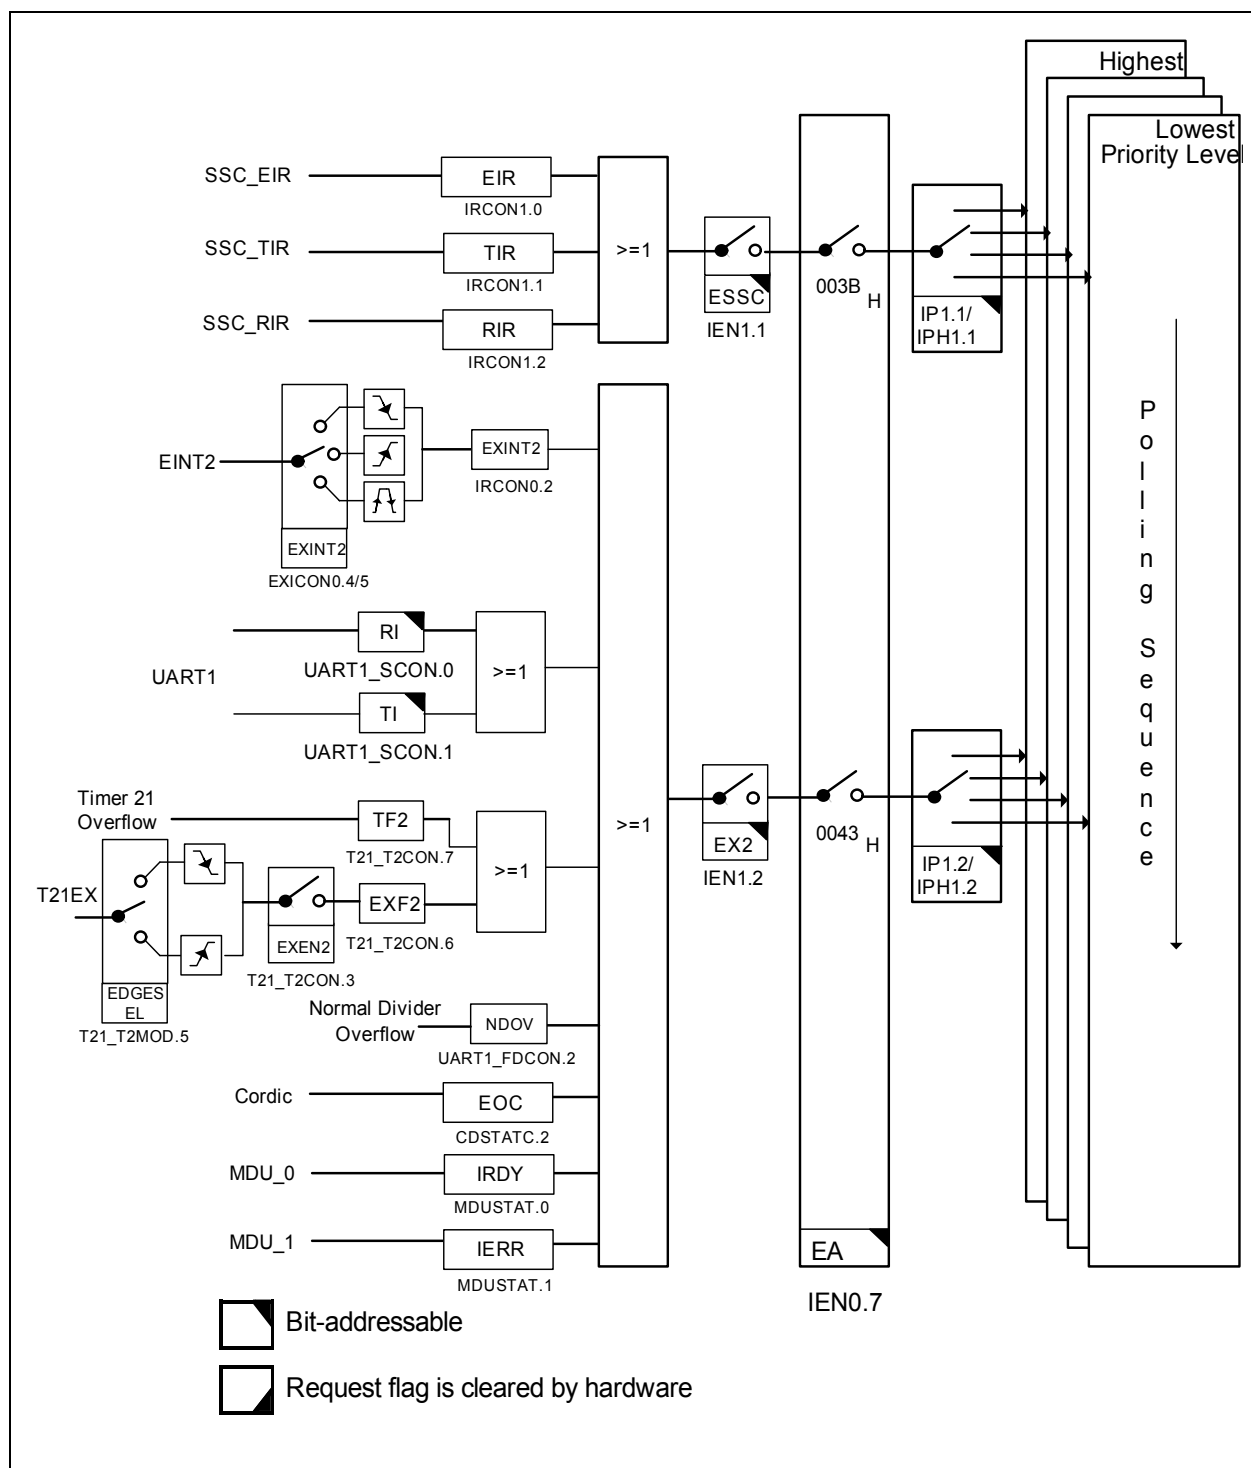 Highest
Lowest
Priority Level
SSC_EIR
EIR
IRCON1.0
SSC_TIR
TIR
IRCON1.1
SSC_RIR
RIR
IRCON1.2
>=1
ESSC
IEN1.1
003B H
IP1.1/
IPH1.1
EINT2
EXINT2
EXICON0.4/5
EXINT2
IRCON0.2
UART1
RI
UART1_SCON.0
TI
UART1_SCON.1
>=1
Timer 21
Overflow
TF2
T21_T2CON.7
T21EX
EDGES
EL
T21_T2MOD.5
EXEN2
T21_T2CON.3
EXF2
T21_T2CON.6
>=1
Normal Divider
Overflow
NDOV
UART1_FDCON.2
Cordic
EOC
CDSTATC.2
MDU_0
IRDY
MDUSTAT.0
MDU_1
IERR
MDUSTAT.1
>=1
EX2
IEN1.2
0043 H
IP1.2/
IPH1.2
EA
IEN0.7
Polling Sequence
Bit-addressable
Request flag is cleared by hardware